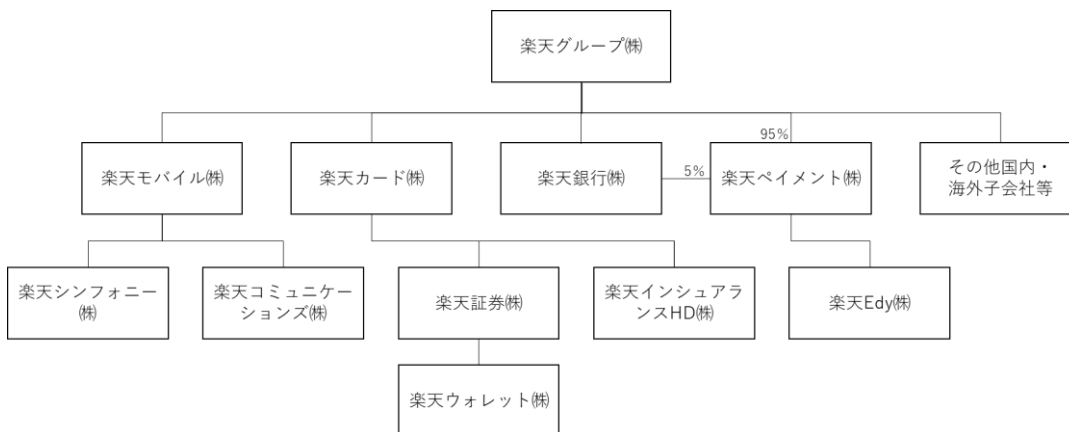 楽天グループ㈱
95%
楽天モバイル㈱
楽天カード㈱
楽天銀行㈱
5%
楽天ペイメント㈱
その他国内・
海外子会社等
楽天シンフォニー
㈱
楽天コミュニケー
ションズ㈱
楽天証券㈱
楽天インシュアラ
ンスHD㈱
楽天Edy㈱
楽天ウォレット㈱